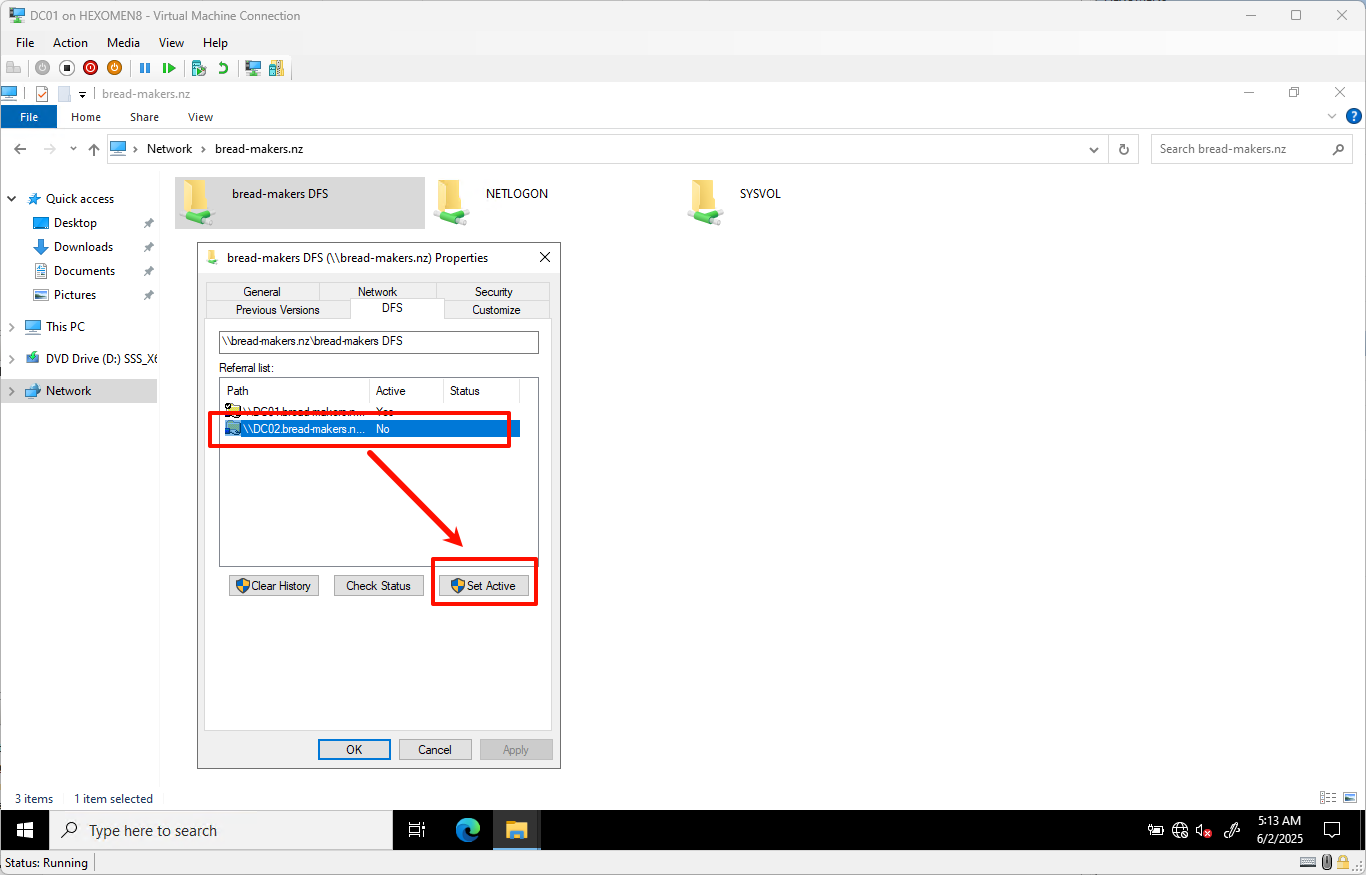 DC01 on HEXOMEN8 - Virtual Machine Connection
File Action Media View Help
bread-makers.nz
File Home Share View
Network bread-makers.nz
Search bread-makers.nz
Quick access
Desktop
Downloads
Documents
Pictures
This PC
DVD Drive (D:) SSS_X6
Network
bread-makers DFS
NETLOGON
SYSVOL
bread-makers DFS (\\bread-makers.nz) Properties
General Network Security
Previous Versions DFS Customize
\\bread-makers.nz\bread-makers DFS
Referral list:
Path Active Status
\\DC01.bread-makers.n... Yes
\\DC02.bread-makers.n... No
Clear History Check Status Set Active
OK Cancel Apply
3 items 1 item selected
Type here to search
5:13 AM
6/2/2025
Status: Running